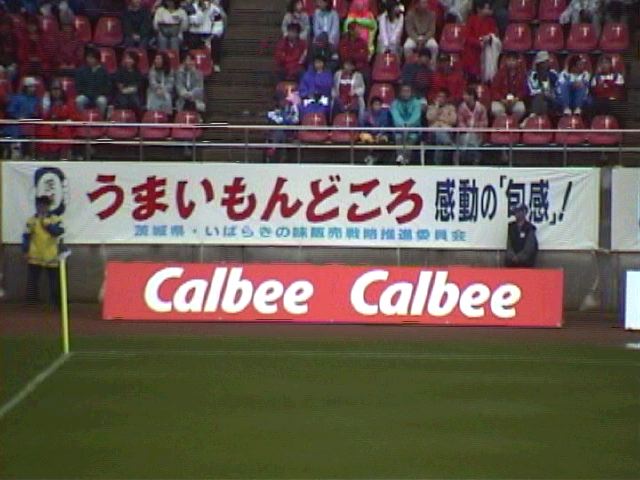 うまいもんどころ 感動の「旬感」!
茨城県・いばらきの味販売戦略推進委員会
Calbee Calbee